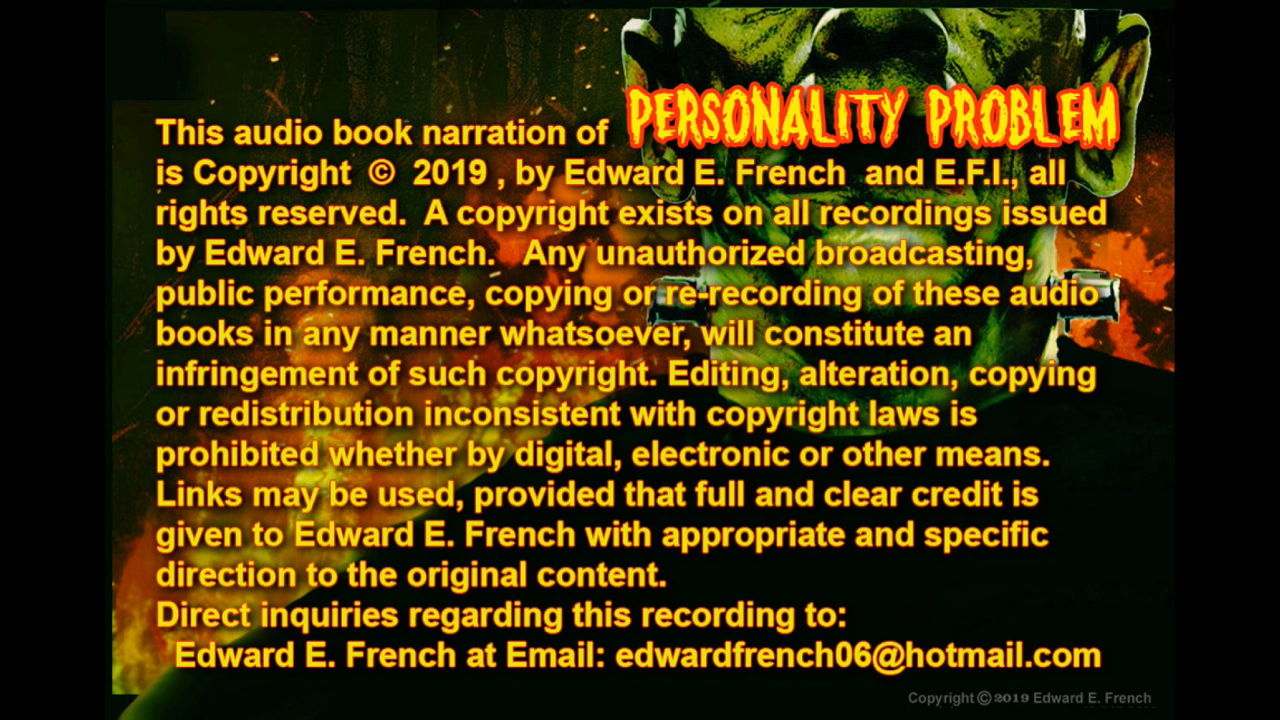 This audio book narration of PERSONALITY PROBLEM
is Copyright © 2019 , by Edward E. French and E.F.I., all
rights reserved. A copyright exists on all recordings issued
by Edward E. French. Any unauthorized broadcasting,
public performance, copying or re-recording of these audio
books in any manner whatsoever, will constitute an
infringement of such copyright. Editing, alteration, copying
or redistribution inconsistent with copyright laws is
prohibited whether by digital, electronic or other means.
Links may be used, provided that full and clear credit is
given to Edward E. French with appropriate and specific
direction to the original content.
Direct inquiries regarding this recording to:
Edward E. French at Email: edwardfrench06@hotmail.com
Copyright © 2019 Edward E. French